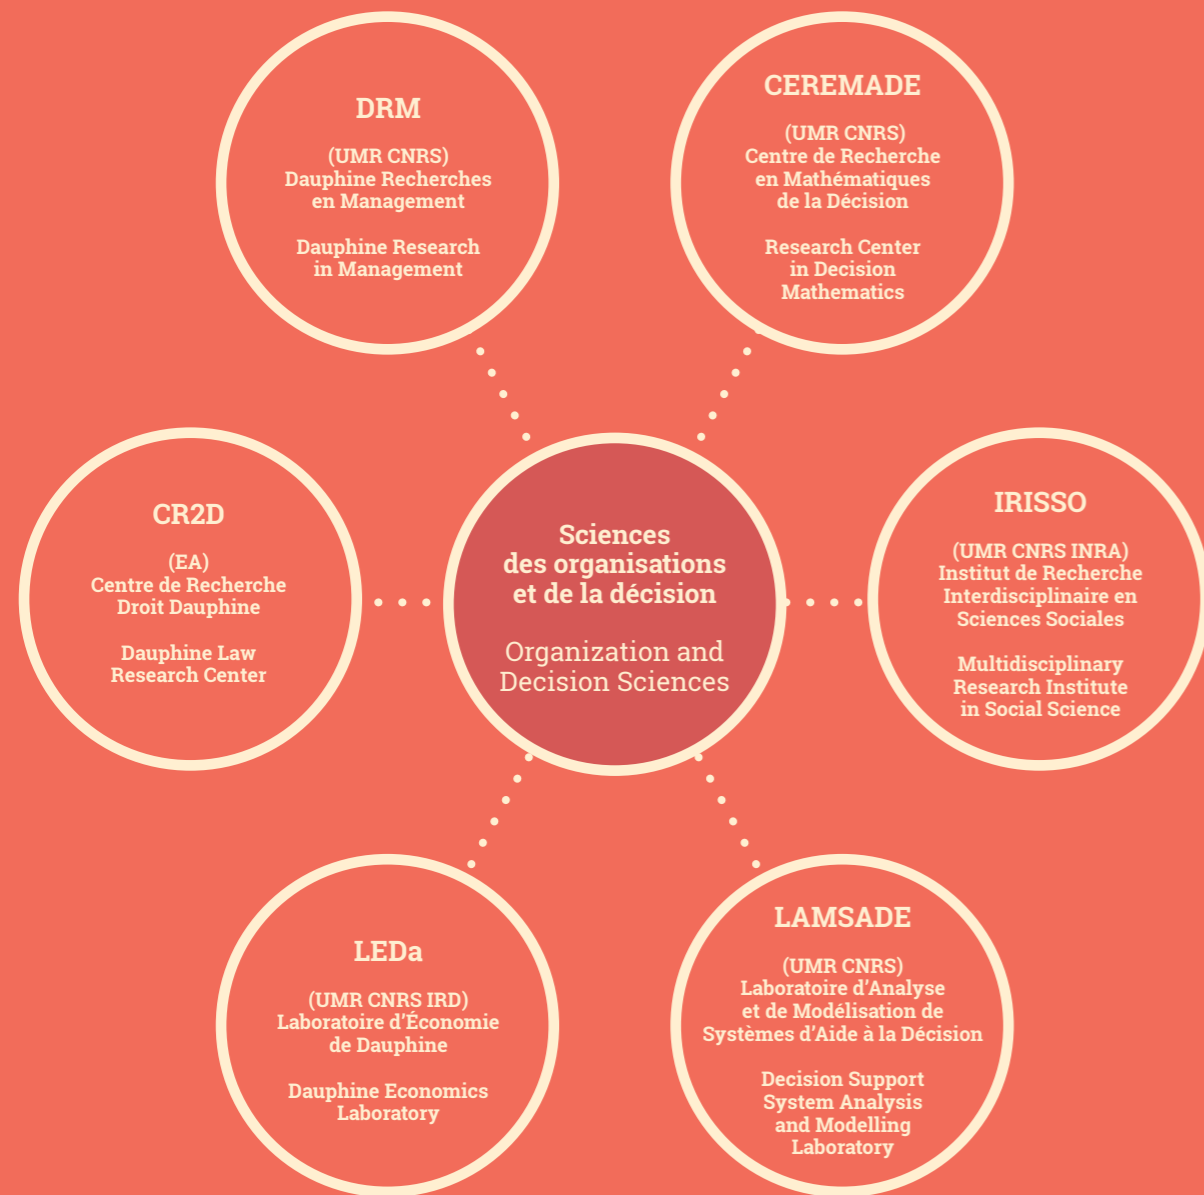 DRM
(UMR CNRS)
Dauphine Recherches
en Management
Dauphine Research
in Management
CEREMADE
(UMR CNRS)
Centre de Recherche
en Mathématiques
de la Décision
Research Center
in Decision
Mathematics
CR2D
(EA)
Centre de Recherche
Droit Dauphine
Dauphine Law
Research Center
Sciences
des organisations
et de la décision
Organization and
Decision Sciences
IRISSO
(UMR CNRS INRA)
Institut de Recherche
Interdisciplinaire en
Sciences Sociales
Multidisciplinary
Research Institute
in Social Science
LEDa
(UMR CNRS IRD)
Laboratoire d’Économie
de Dauphine
Dauphine Economics
Laboratory
LAMSADE
(UMR CNRS)
Laboratoire d’Analyse
et de Modélisation de
Systèmes d’Aide à la Décision
Decision Support
System Analysis
and Modelling
Laboratory